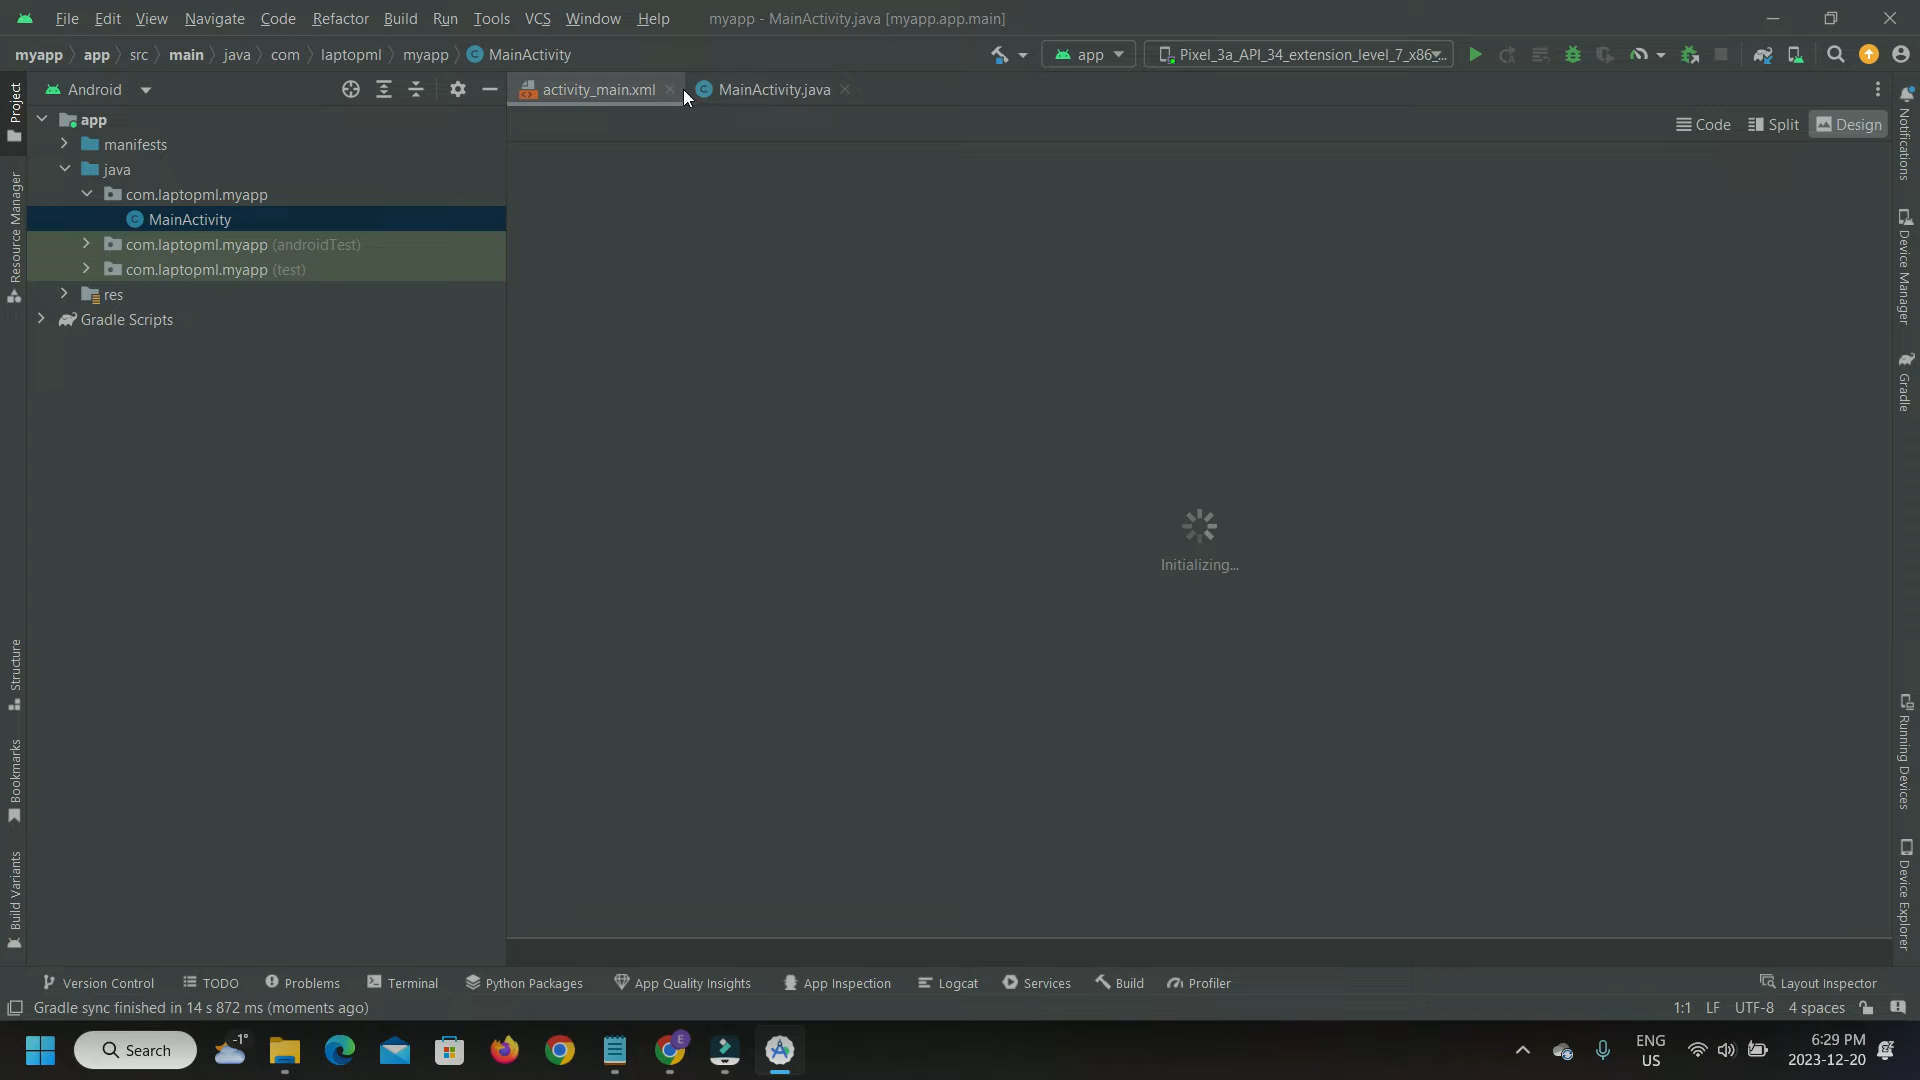 File Edit View Navigate Code Refactor Build Run Tools VCS Window Help myapp - MainActivity.java [myapp.app.main]
myapp app src main java com laptopml myapp MainActivity app Pixel_3a_API_34_extension_level_7_x86...
Project
Android
activity_main.xml
MainActivity.java
Code Split Design
app
manifests
java
com.laptopml.myapp
MainActivity
com.laptopml.myapp (androidTest)
com.laptopml.myapp (test)
res
Gradle Scripts
Resource Manager
Structure
Bookmarks
Build Variants
Initializing...
Notifications
Device Manager
Gradle
Running Devices
Device Explorer
Version Control TODO Problems Terminal Python Packages App Quality Insights App Inspection Logcat Services Build Profiler Layout Inspector
Gradle sync finished in 14 s 872 ms (moments ago) 1:1 LF UTF-8 4 spaces
Search
-1°
E
ENG
US
6:29 PM
2023-12-20